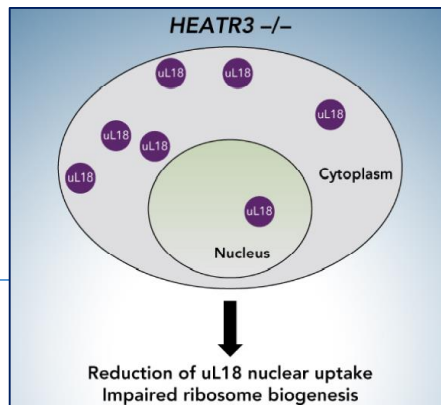 HEATR3 –/–
uL18
uL18
uL18
uL18
uL18
uL18
Cytoplasm
uL18
Nucleus
Reduction of uL18 nuclear uptake
Impaired ribosome biogenesis